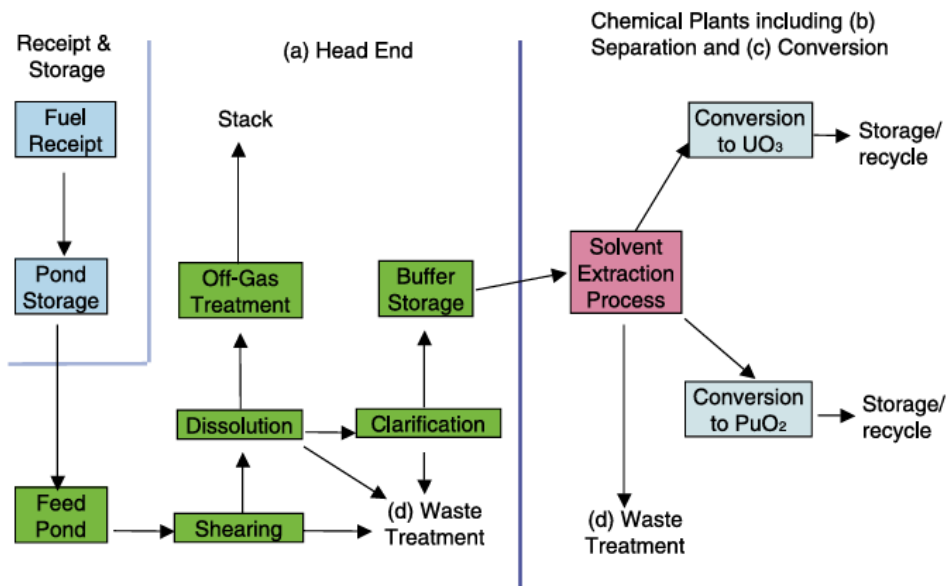 Receipt &
Storage
Fuel
Receipt
Pond
Storage
(a) Head End
Stack
Off-Gas
Treatment
Buffer
Storage
Dissolution
Clarification
Feed
Pond
Shearing
(d) Waste
Treatment
Chemical Plants including (b)
Separation and (c) Conversion
Conversion
to UO₃
Storage/
recycle
Solvent
Extraction
Process
Conversion
to PuO₂
Storage/
recycle
(d) Waste
Treatment